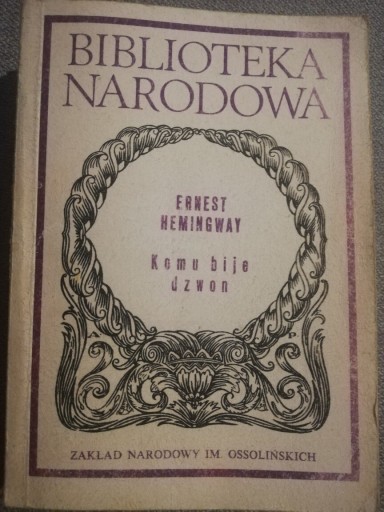 BIBLIOTEKA
NARODOWA
ERNEST
HEMINGWAY
Komu bije
dzwon
ZAKŁAD NARODOWY IM. OSSOLIŃSKICH